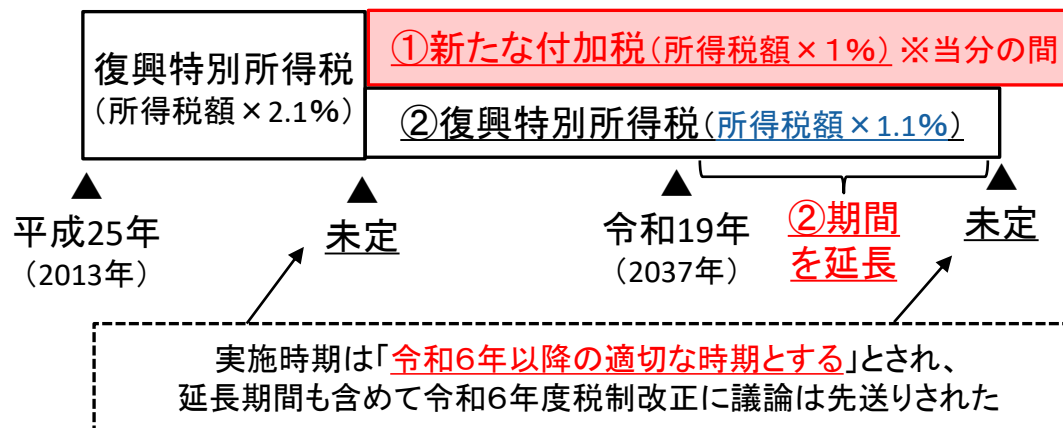 復興特別所得税
（所得税額×2.1%）
①新たな付加税（所得税額×１％）※当分の間
②復興特別所得税（所得税額×1.1%）
▲
▲
▲
▲
平成25年
（2013年）
未定
令和19年
（2037年）
②期間
を延長
未定
実施時期は「令和６年以降の適切な時期とする」とされ、
延長期間も含めて令和６年度税制改正に議論は先送りされた